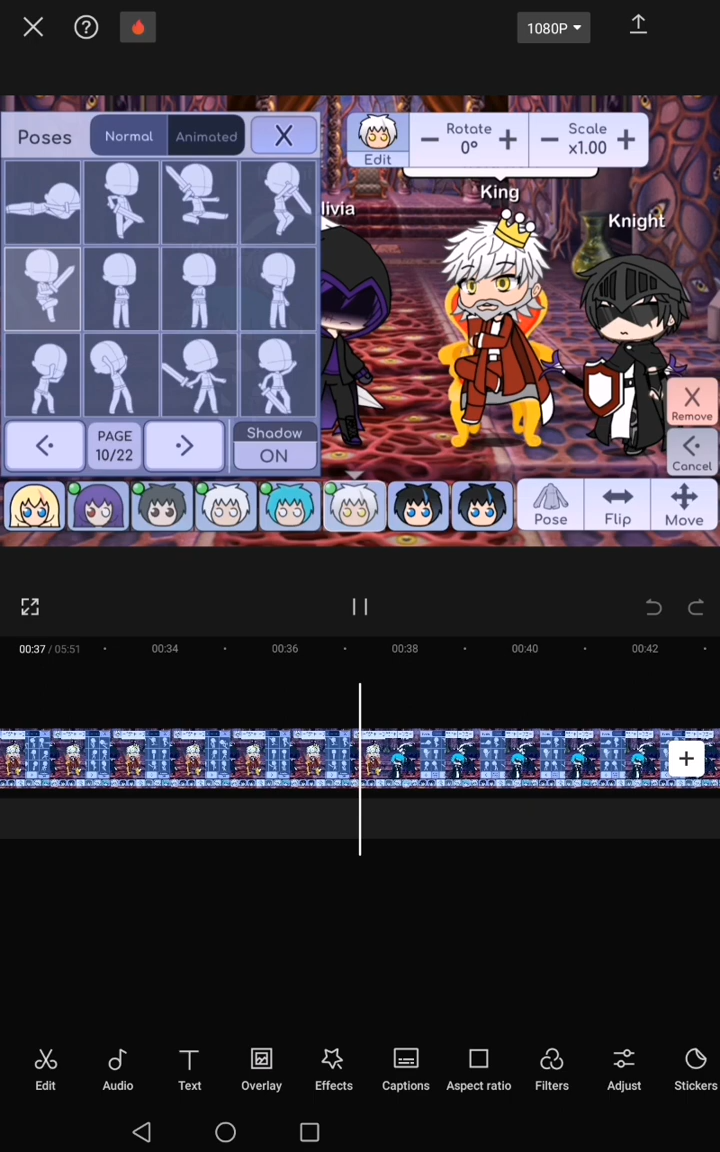 1080P
Poses
Normal
Animated
X
Edit
Rotate
0°
Scale
x1.00
livia
King
Knight
PAGE
10/22
Shadow
ON
X
Remove
Cancel
Pose
Flip
Move
00:37 / 05:51
00:34
00:36
00:38
00:40
00:42
Edit
Audio
Text
Overlay
Effects
Captions
Aspect ratio
Filters
Adjust
Stickers